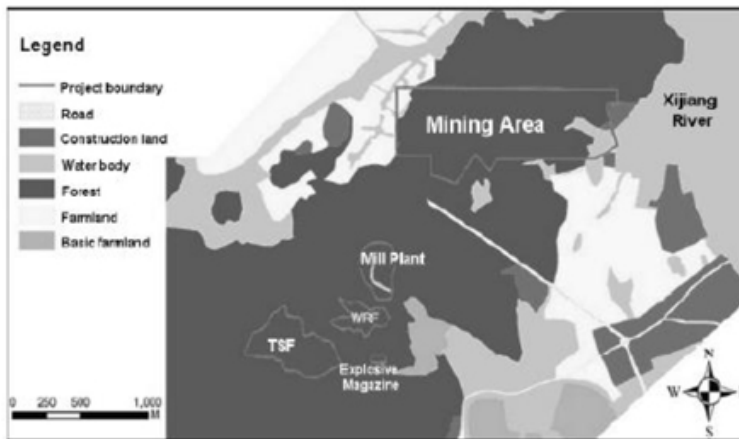 Legend
Project boundary
Road
Construction land
Water body
Forest
Farmland
Basic farmland
0 250 500 1,000
M
Mining Area
Xijiang
River
Mill Plant
WRF
TSF
Explosive
Magazine
N
W E
S